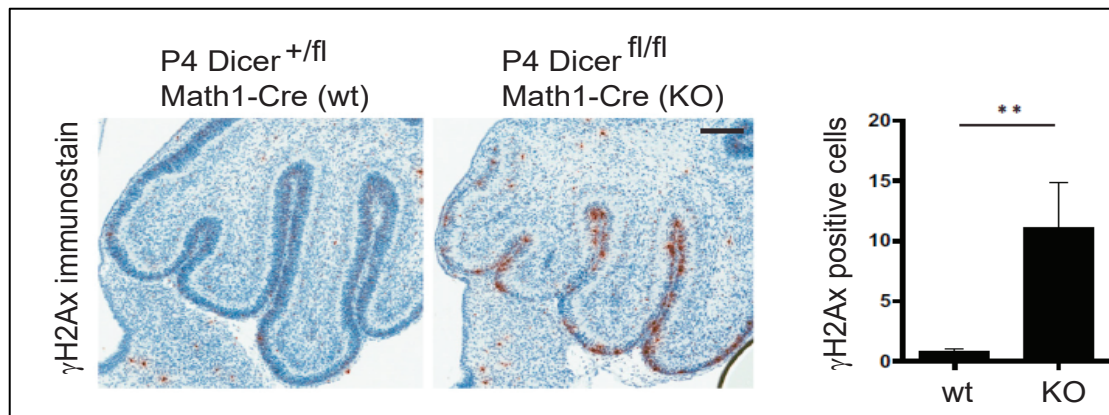 P4 Dicer +/fl
Math1-Cre (wt)
P4 Dicer fl/fl
Math1-Cre (KO)
γH2Ax immunostain
**
γH2Ax positive cells
20
15
10
5
0
wt
KO